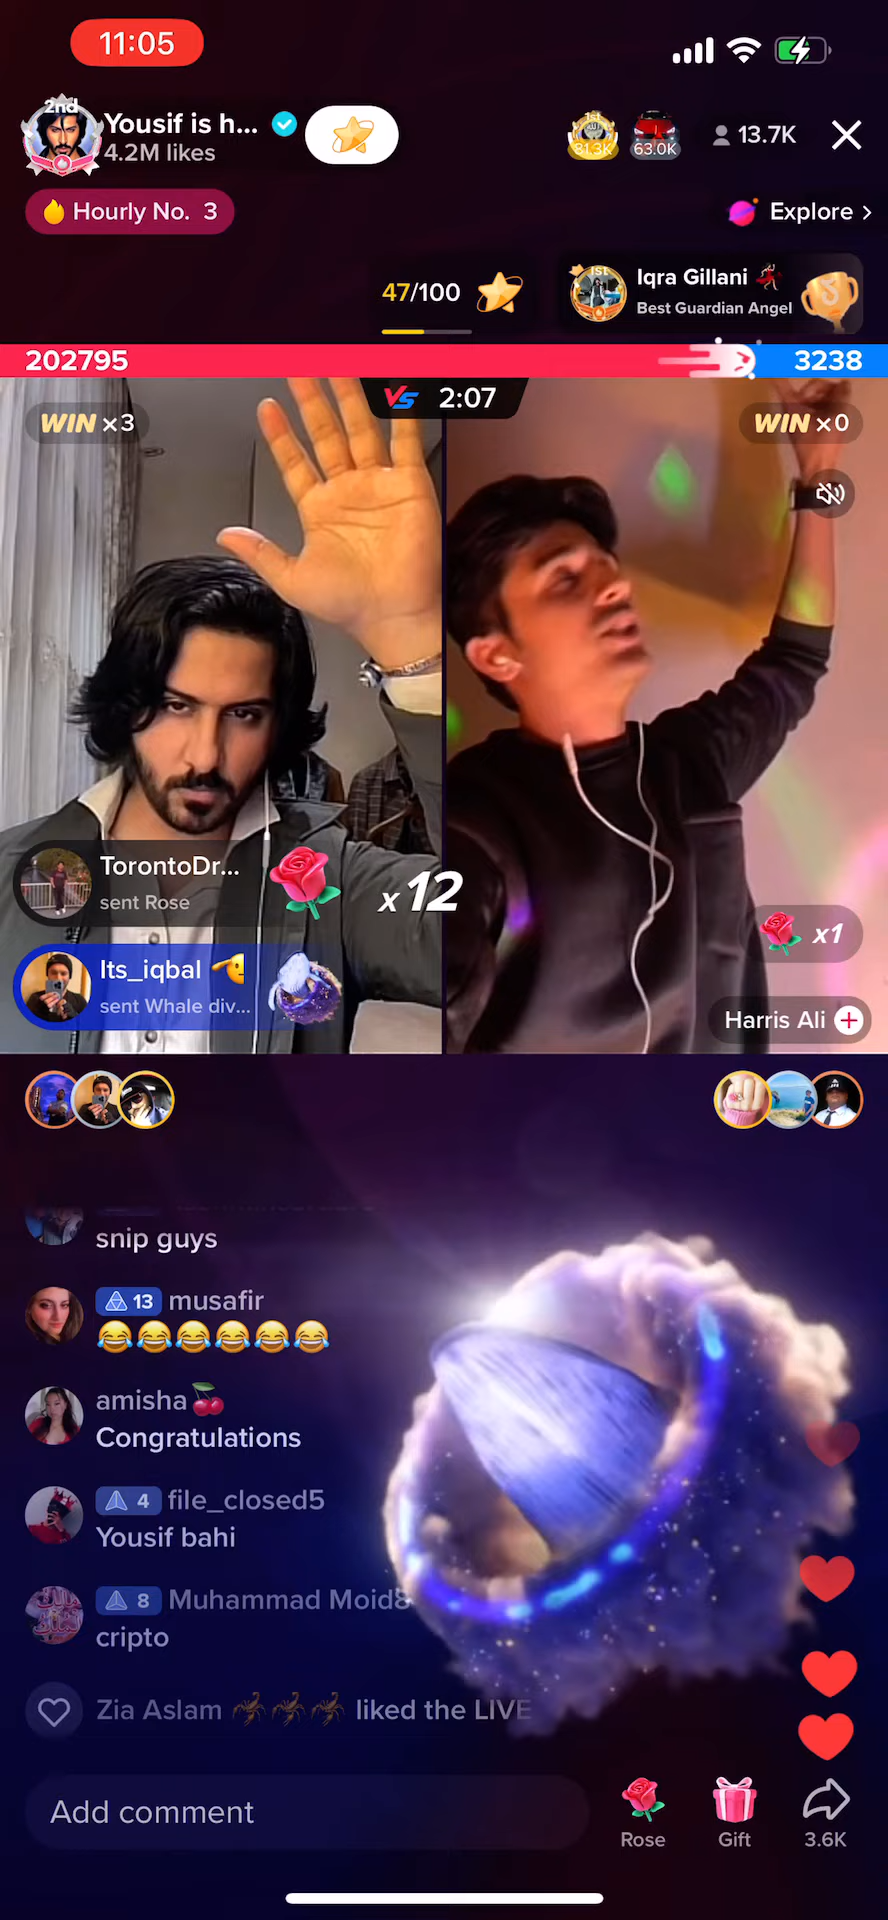 11:05
2nd
Yousif is h...
4.2M likes
1st
81.3K
63.0K
13.7K
Hourly No. 3
Explore >
47/100
1st
Iqra Gillani
Best Guardian Angel
202795
3238
WIN x3
VS 2:07
WIN x0
TorontoDr...
sent Rose
x12
Its_iqbal
sent Whale div...
x1
Harris Ali
snip guys
13 musafir
amisha
Congratulations
4 file_closed5
Yousif bahi
8 Muhammad Moid8
cripto
Zia Aslam liked the LIVE
Add comment
Rose
Gift
3.6K